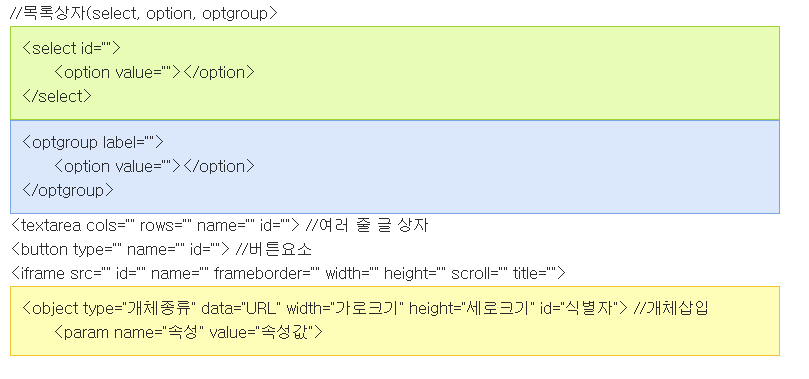 //목록상자(select, option, optgroup>
<select id="">
<option value=""></option>
</select>
<optgroup label="">
<option value=""></option>
</optgroup>
<textarea cols="" rows="" name="" id=""> //여러 줄 글 상자
<button type="" name="" id=""> //버튼요소
<iframe src="" id="" name="" frameborder="" width="" height="" scroll="" title="">
<object type="개체종류" data="URL" width="가로크기" height="세로크기" id="식별자"> //개체삽입
<param name="속성" value="속성값">